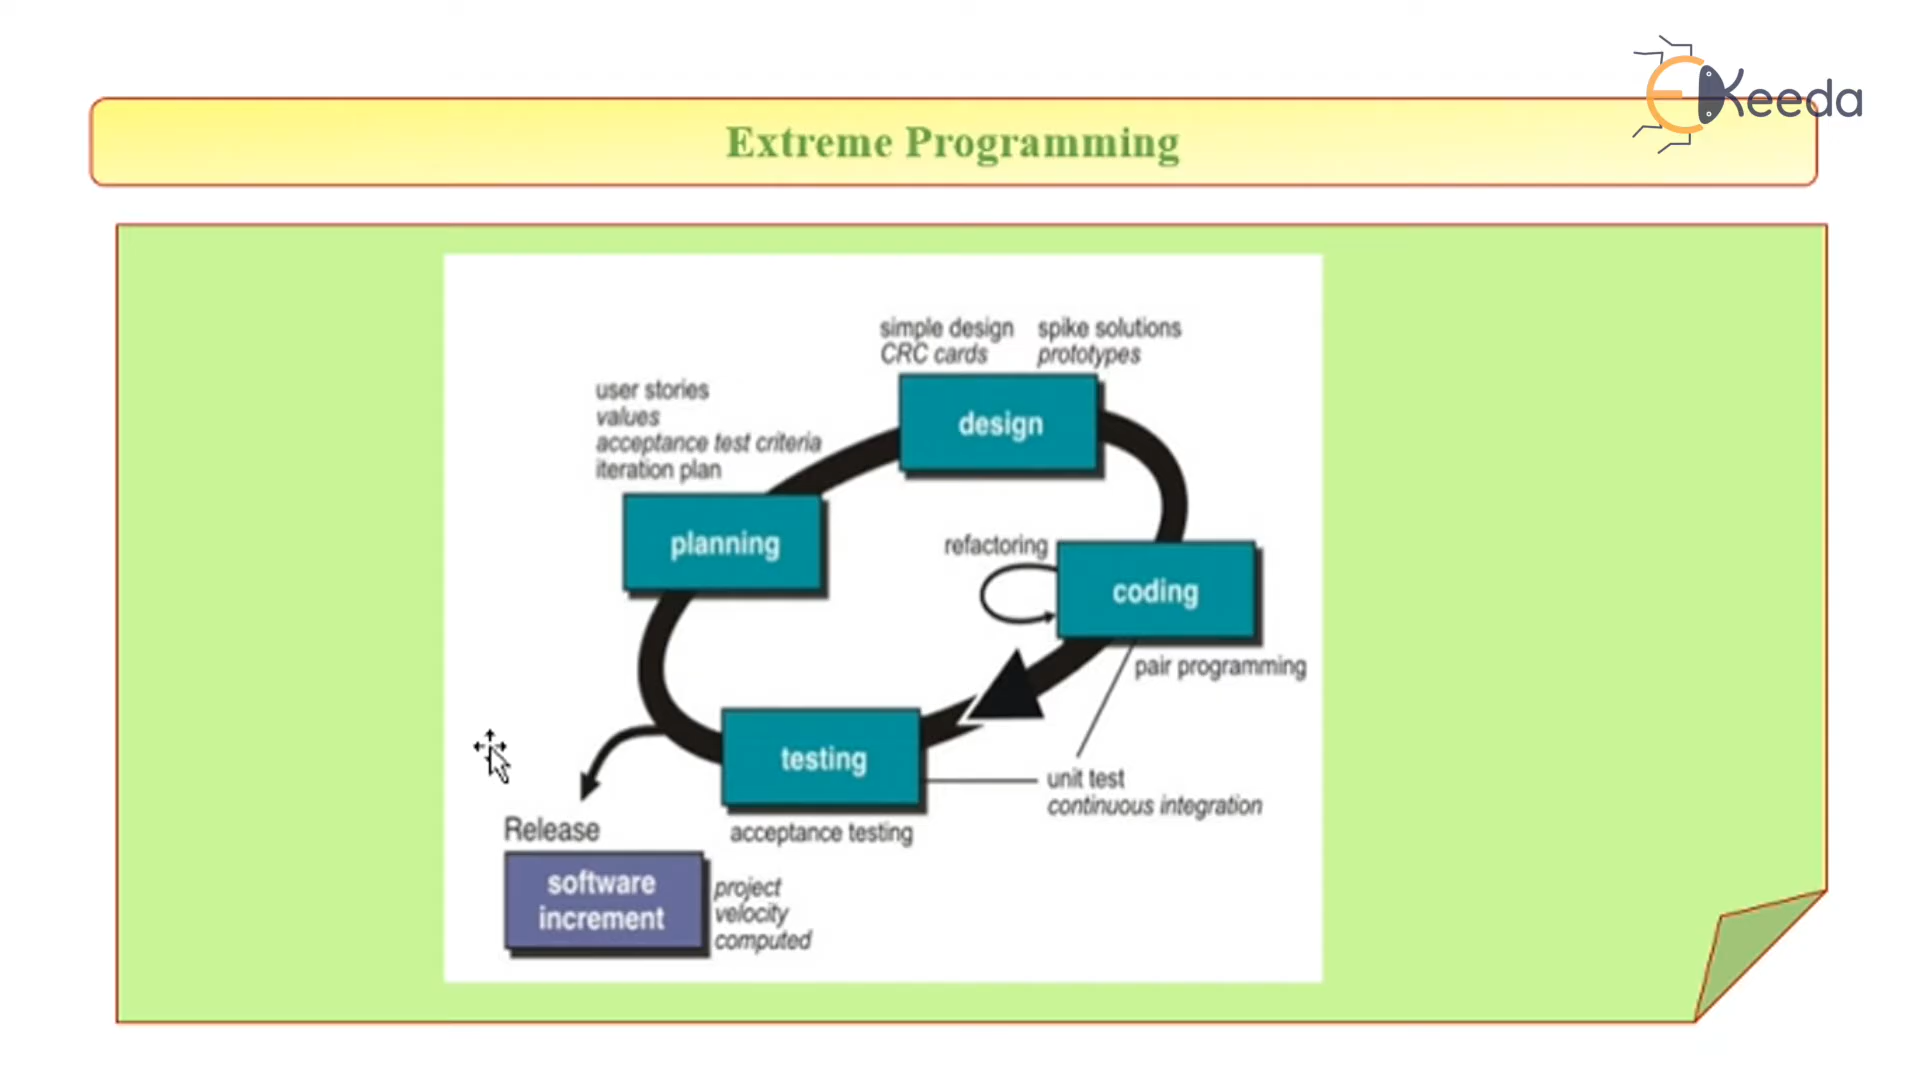 EKeeda
Extreme Programming
simple design
CRC cards
spike solutions
prototypes
user stories
values
acceptance test criteria
iteration plan
design
planning
refactoring
coding
pair programming
testing
unit test
continuous integration
acceptance testing
Release
software
increment
project
velocity
computed